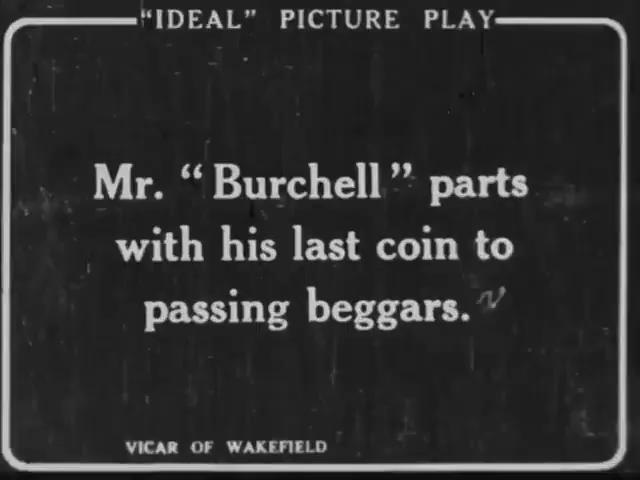 "IDEAL" PICTURE PLAY
Mr. "Burchell" parts
with his last coin to
passing beggars.
VICAR OF WAKEFIELD